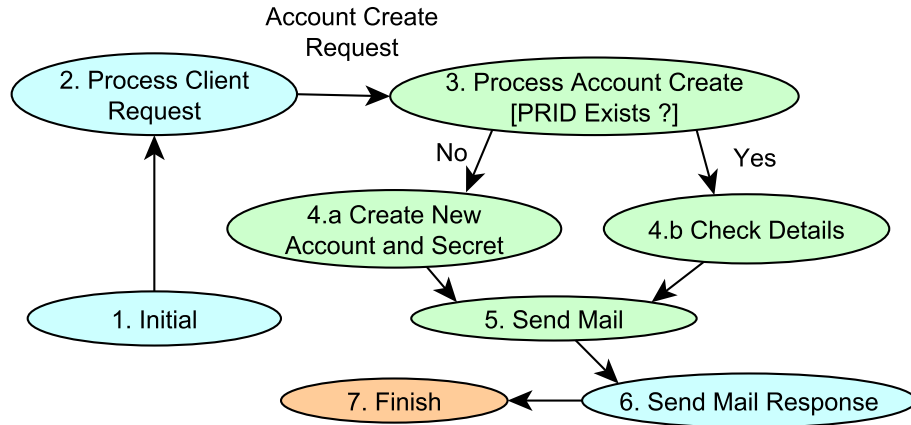 Account Create
Request
2. Process Client
Request
3. Process Account Create
[PRID Exists ?]
No
Yes
4.a Create New
Account and Secret
4.b Check Details
1. Initial
5. Send Mail
7. Finish
6. Send Mail Response